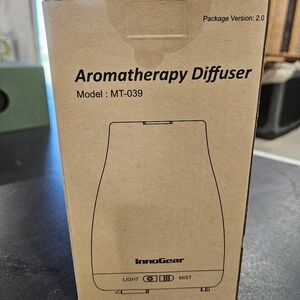 Package Version: 2.0
Aromatherapy Diffuser
Model : MT-039
InnoGear
LIGHT MIST